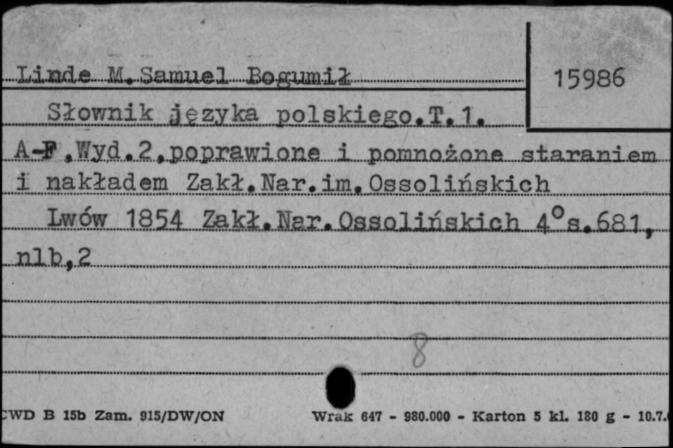 Linde M.Samuel Bogumił
15986
Słownik języka polskiego.T.1.
A-F.Wyd.2.poprawione i pomnożone staraniem
i nakładem Zakł.Nar.im.Ossolińskich
Lwów 1854 Zakł.Nar.Ossolińskich 4°s.681,
nlb,2
8
CWD B 15b Zam. 915/DW/ON Wrak 647 - 980.000 - Karton 5 kl. 180 g - 10.7.